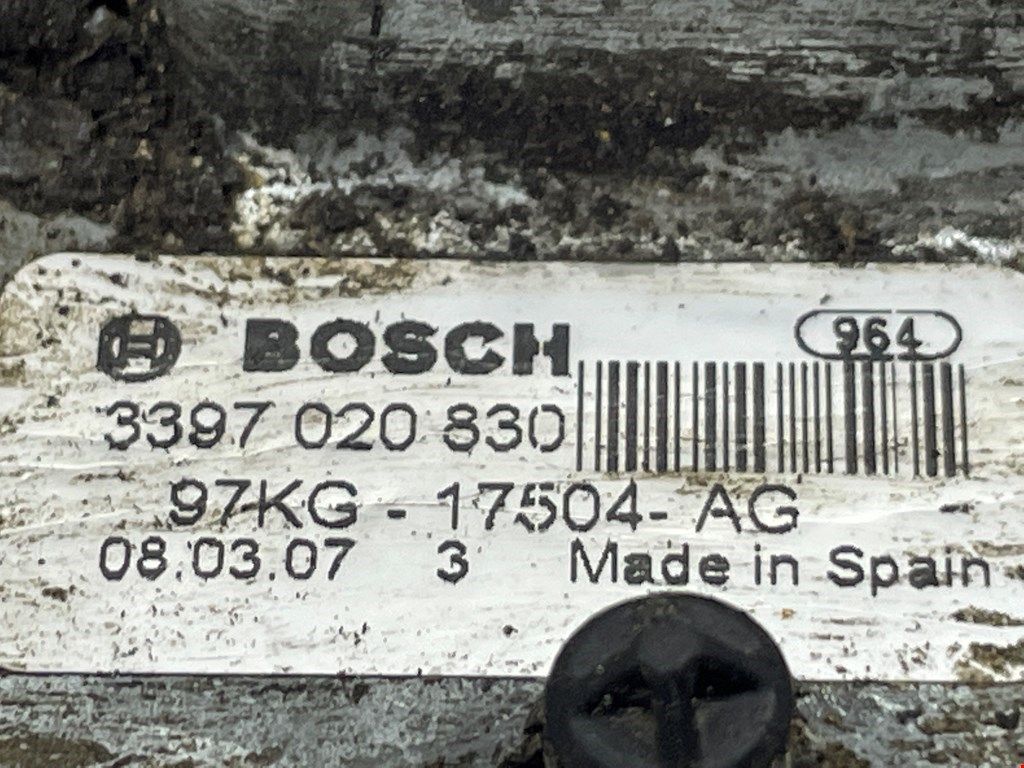 BOSCH
964
3397 020 830
97KG - 17504- AG
08.03.07 3 Made in Spain